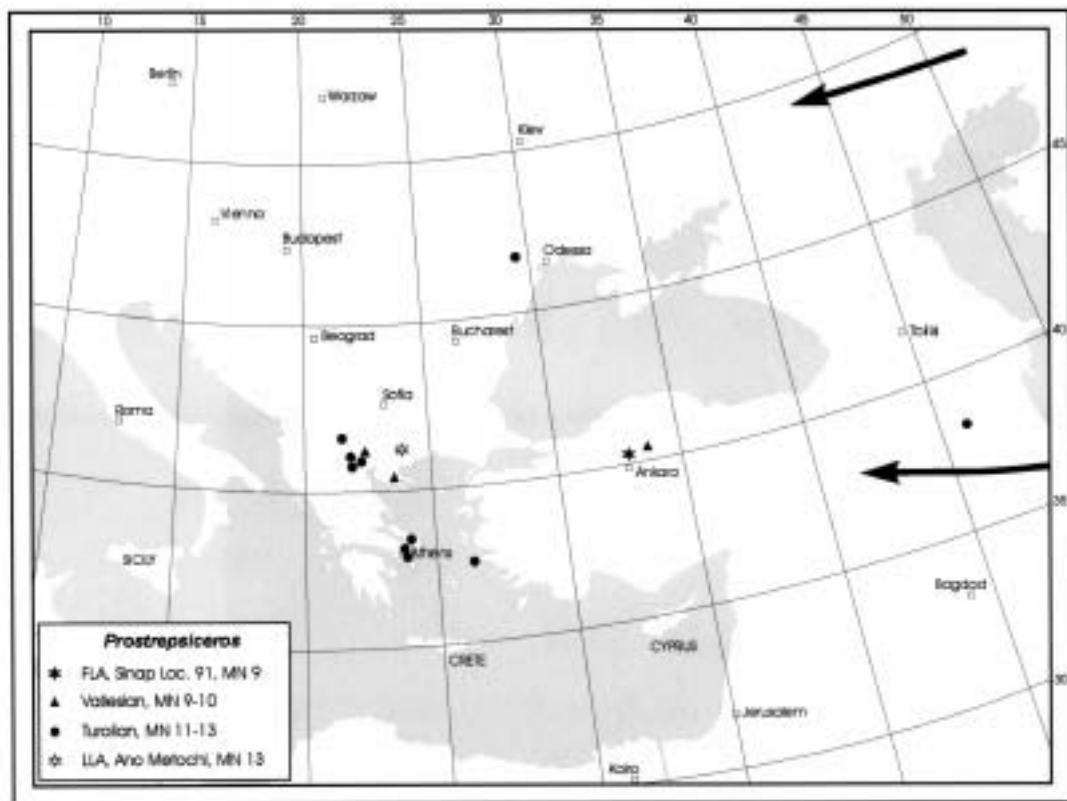 10 15 20 25 30 35 40 45 50
Berlin
Warzaw
Kiew
45
Vienna
Budapest
Odessa
Beograd
Bucharest
Tbilisi
40
Sofia
Roma
Ankara
35
SICILY
Athens
Bagdad
CRETE
CYPRUS
30
Jerusalem
Kairo
Prostrepsiceros
FLA, Sinap Loc. 91, MN 9
Vallesian, MN 9-10
Turolian, MN 11-13
LLA, Ano Metochi, MN 13